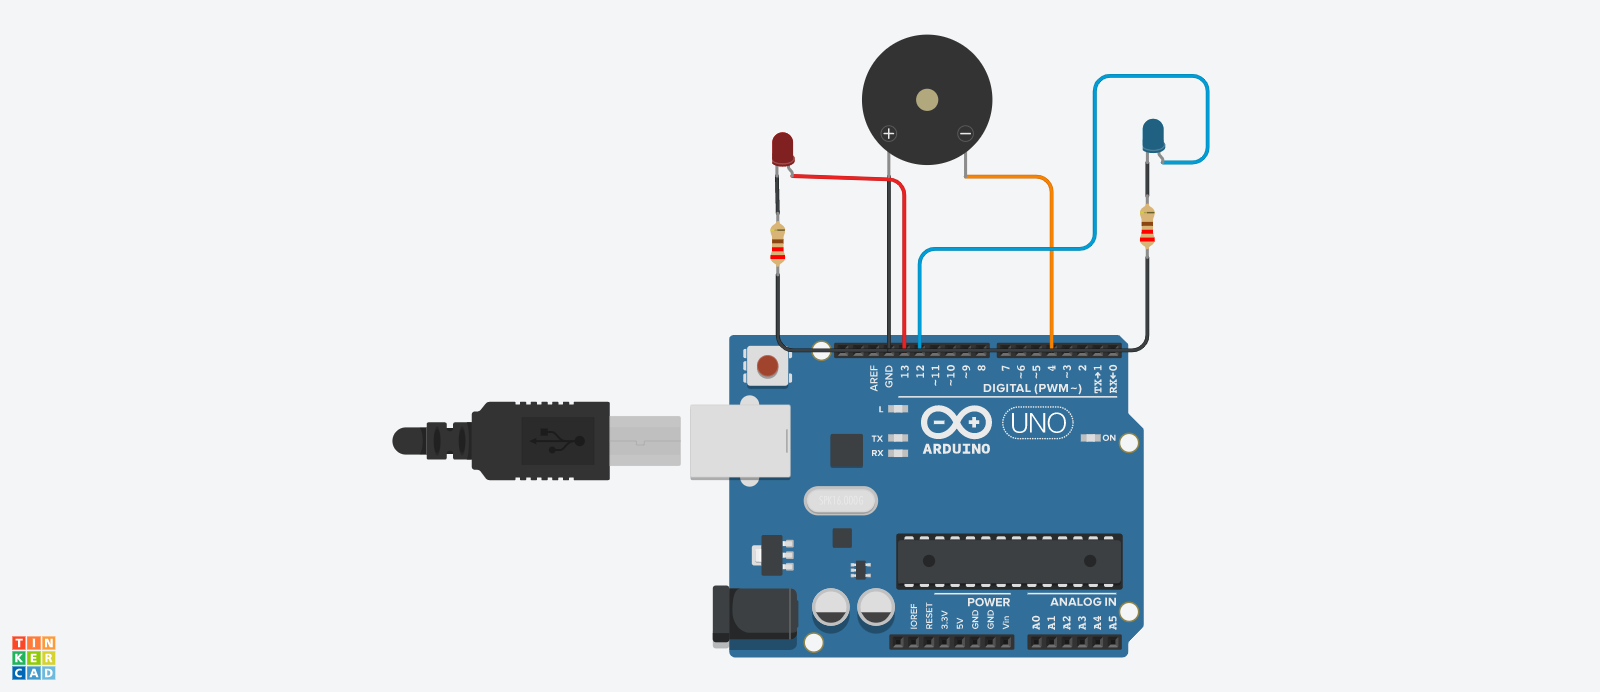 + −
AREF
GND
13
12
~11
~10
~9
8
7
~6
~5
4
~3
2
TX→1
RX←0
DIGITAL (PWM~)
L
TX
RX
ARDUINO
UNO
ON
IOREF
RESET
3.3V
5V
GND
GND
Vin
POWER
ANALOG IN
A0
A1
A2
A3
A4
A5
TIN
KER
CAD